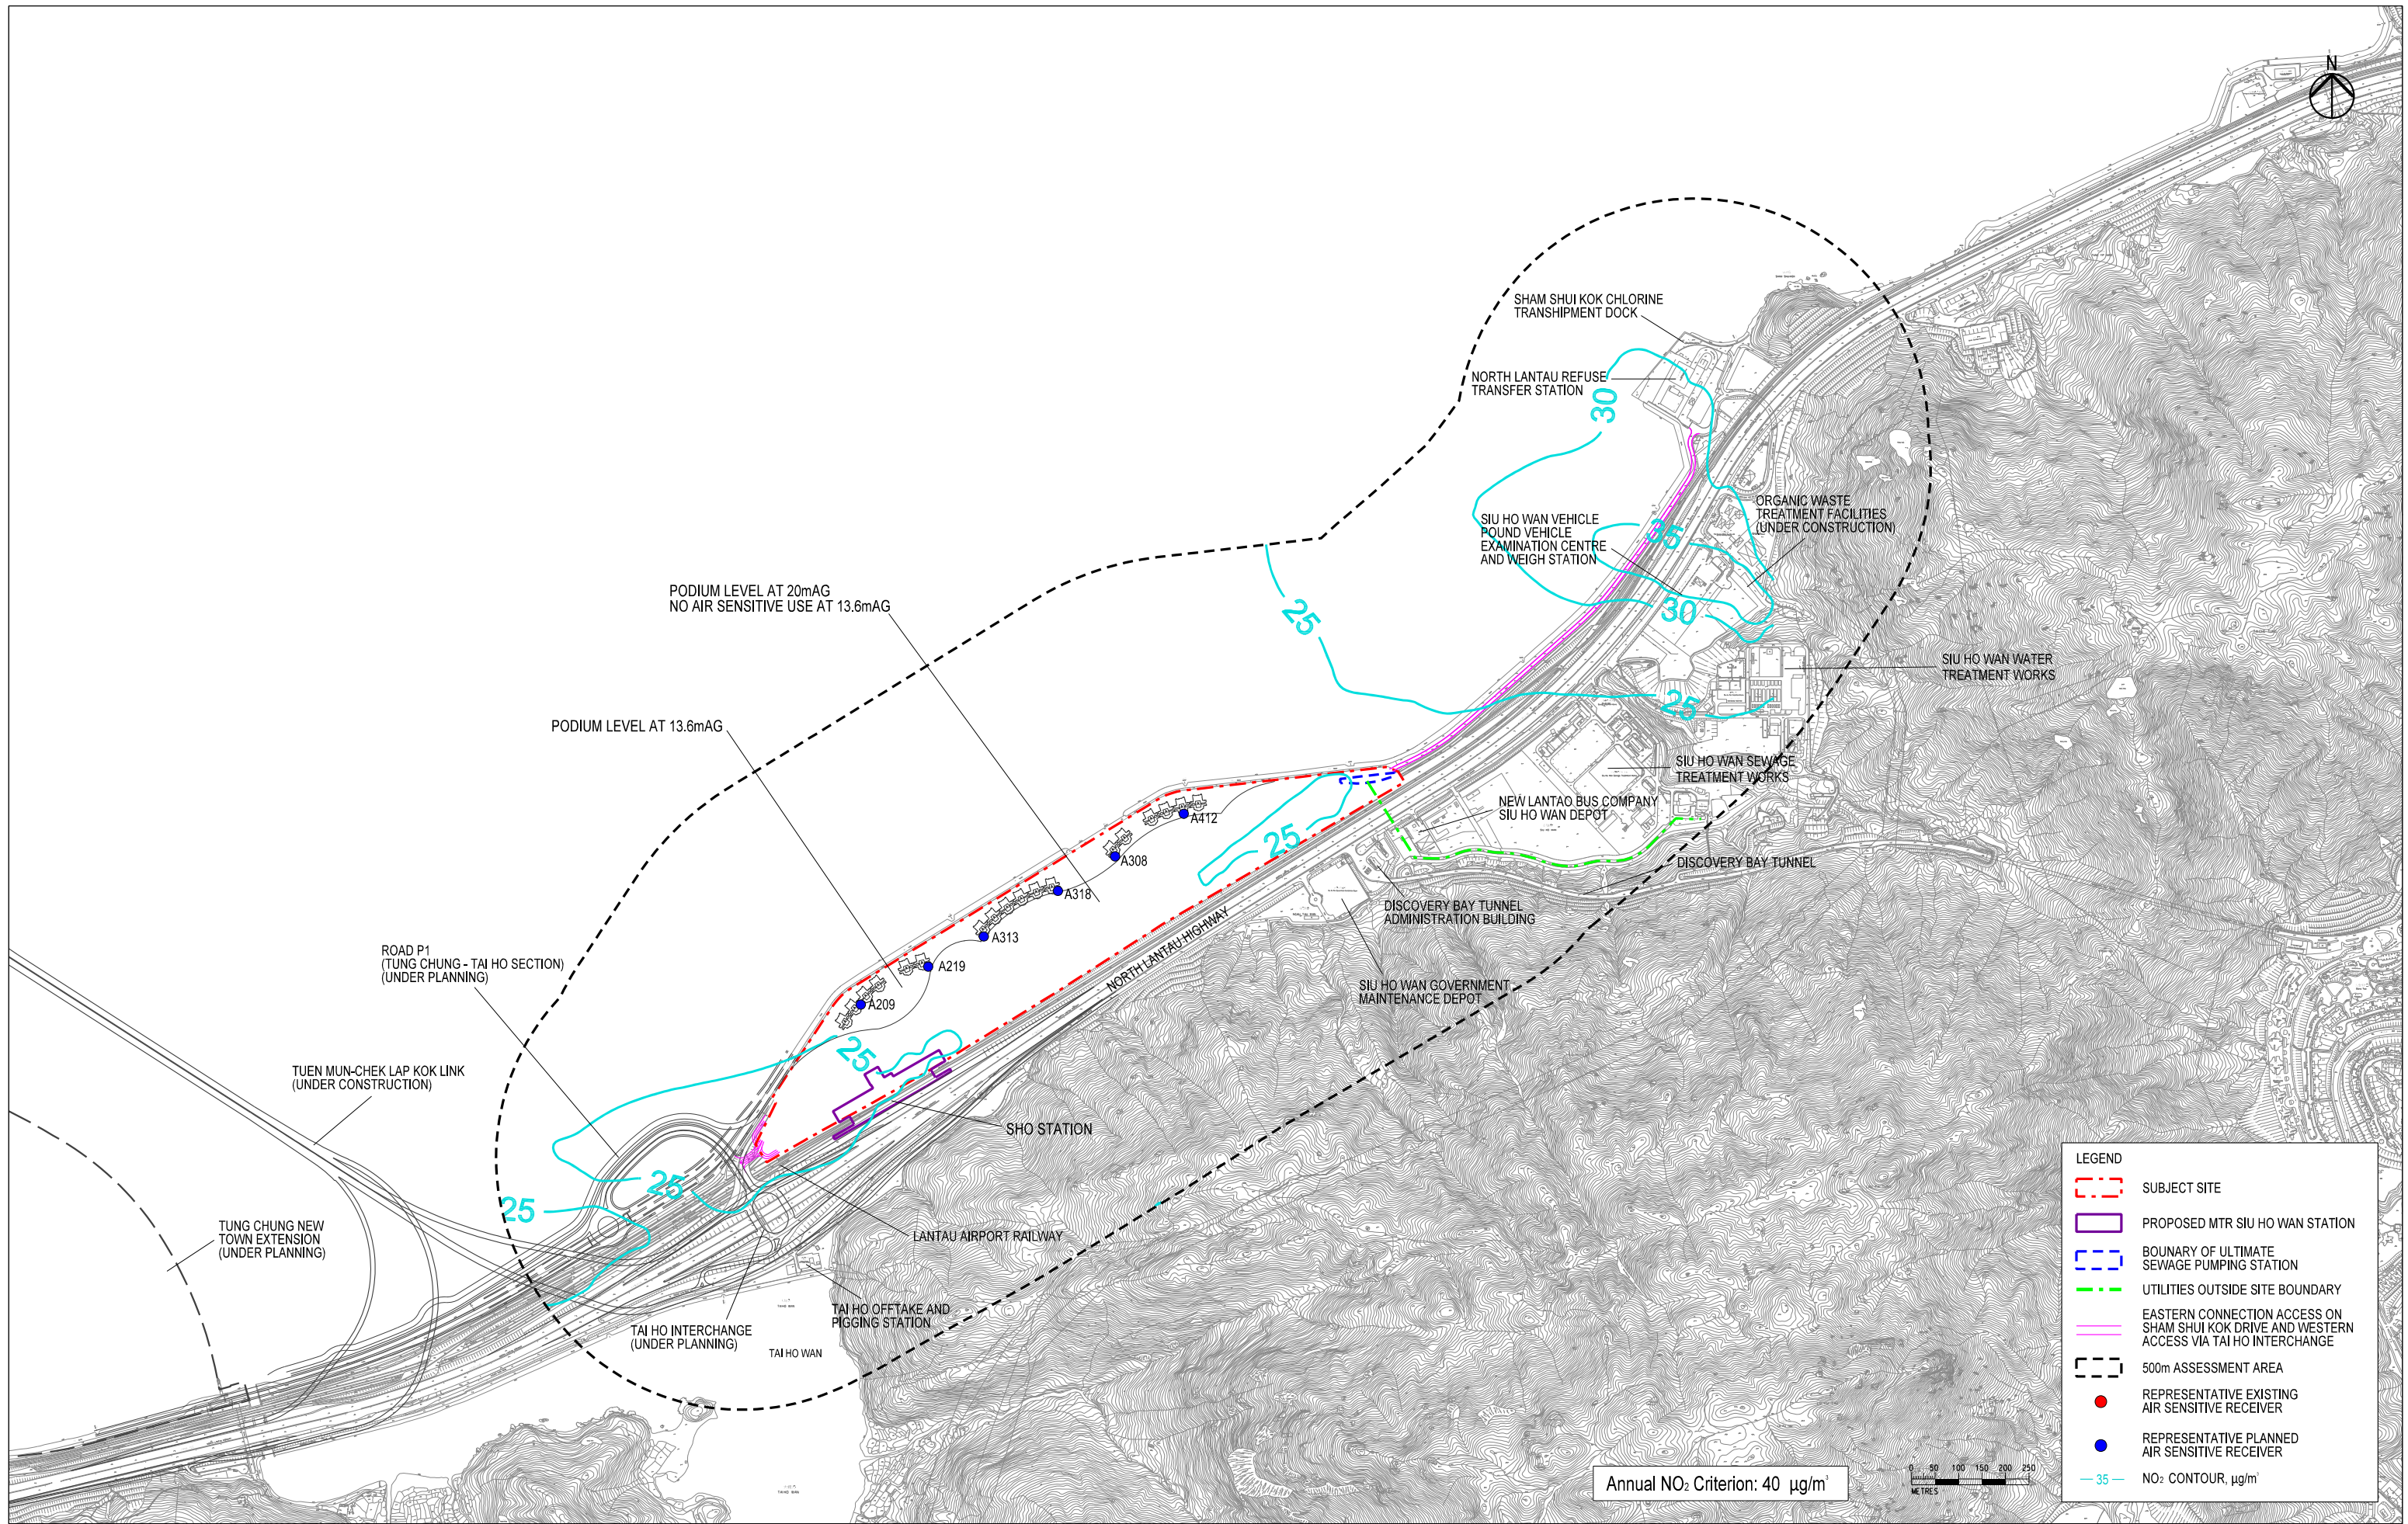 N
SHAM SHUI KOK CHLORINE
TRANSHIPMENT DOCK
NORTH LANTAU REFUSE
TRANSFER STATION
30
ORGANIC WASTE
TREATMENT FACILITIES
(UNDER CONSTRUCTION)
SIU HO WAN VEHICLE
POUND VEHICLE
EXAMINATION CENTRE
AND WEIGH STATION
35
30
PODIUM LEVEL AT 20mAG
NO AIR SENSITIVE USE AT 13.6mAG
25
SIU HO WAN WATER
TREATMENT WORKS
25
PODIUM LEVEL AT 13.6mAG
SIU HO WAN SEWAGE
TREATMENT WORKS
NEW LANTAO BUS COMPANY
SIU HO WAN DEPOT
A412
25
A308
DISCOVERY BAY TUNNEL
A318
DISCOVERY BAY TUNNEL
ADMINISTRATION BUILDING
NORTH LANTAU HIGHWAY
A313
ROAD P1
(TUNG CHUNG - TAI HO SECTION)
(UNDER PLANNING)
A219
SIU HO WAN GOVERNMENT
MAINTENANCE DEPOT
A209
25
TUEN MUN-CHEK LAP KOK LINK
(UNDER CONSTRUCTION)
SHO STATION
25
25
TUNG CHUNG NEW
TOWN EXTENSION
(UNDER PLANNING)
LANTAU AIRPORT RAILWAY
TAI HO OFFTAKE AND
PIGGING STATION
TAI HO INTERCHANGE
(UNDER PLANNING)
TAI HO WAN
LEGEND
SUBJECT SITE
PROPOSED MTR SIU HO WAN STATION
BOUNARY OF ULTIMATE
SEWAGE PUMPING STATION
UTILITIES OUTSIDE SITE BOUNDARY
EASTERN CONNECTION ACCESS ON
SHAM SHUI KOK DRIVE AND WESTERN
ACCESS VIA TAI HO INTERCHANGE
500m ASSESSMENT AREA
REPRESENTATIVE EXISTING
AIR SENSITIVE RECEIVER
REPRESENTATIVE PLANNED
AIR SENSITIVE RECEIVER
35 NO₂ CONTOUR, µg/m³
Annual NO₂ Criterion: 40 µg/m³
0 50 100 150 200 250
METRES